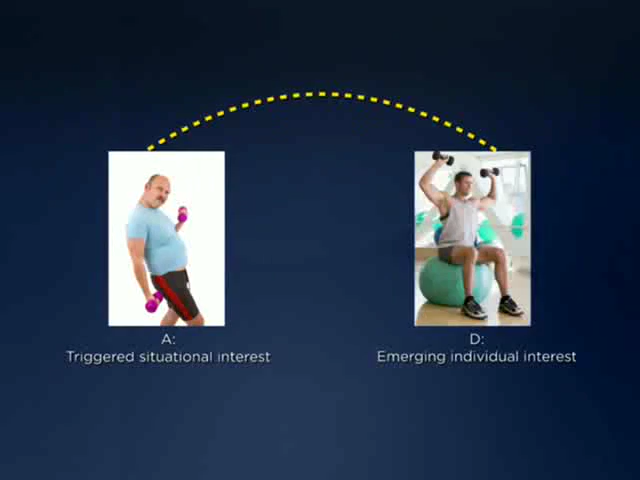 A:
Triggered situational interest
D:
Emerging individual interest